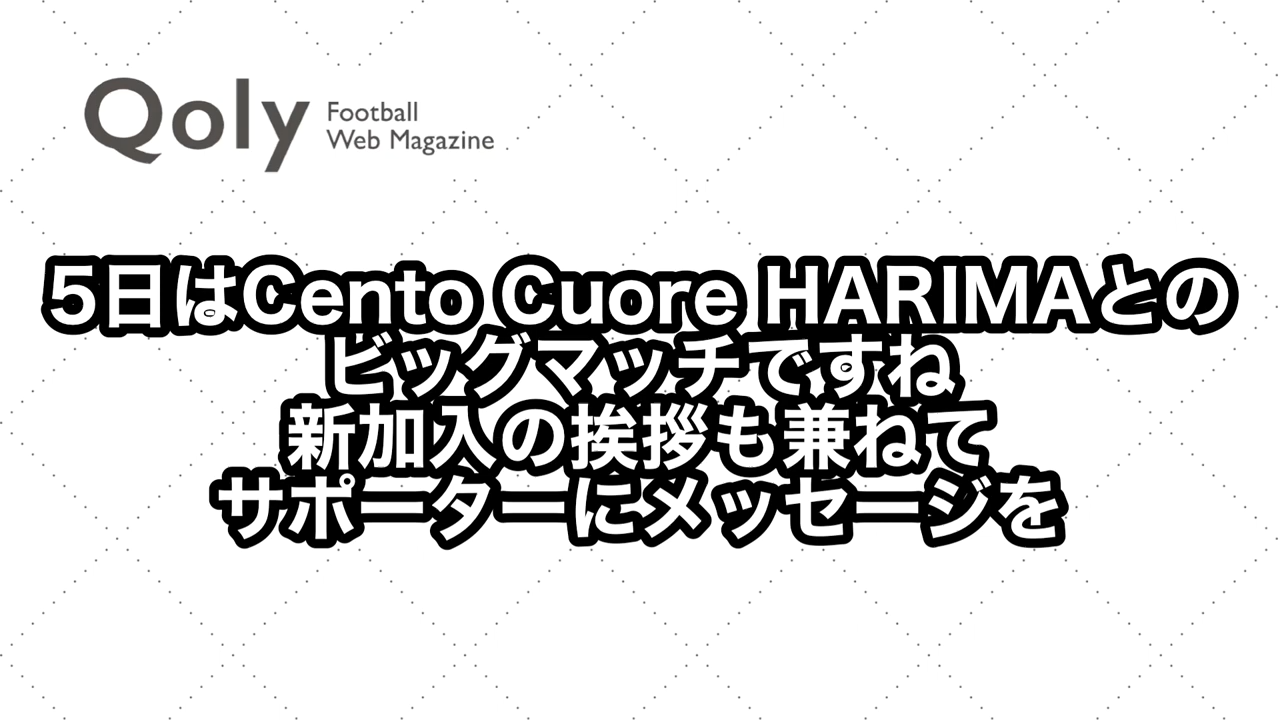 Qoly
Football
Web Magazine
5日はCento Cuore HARIMAとの
ビッグマッチですね
新加入の挨拶も兼ねて
サポーターにメッセージを